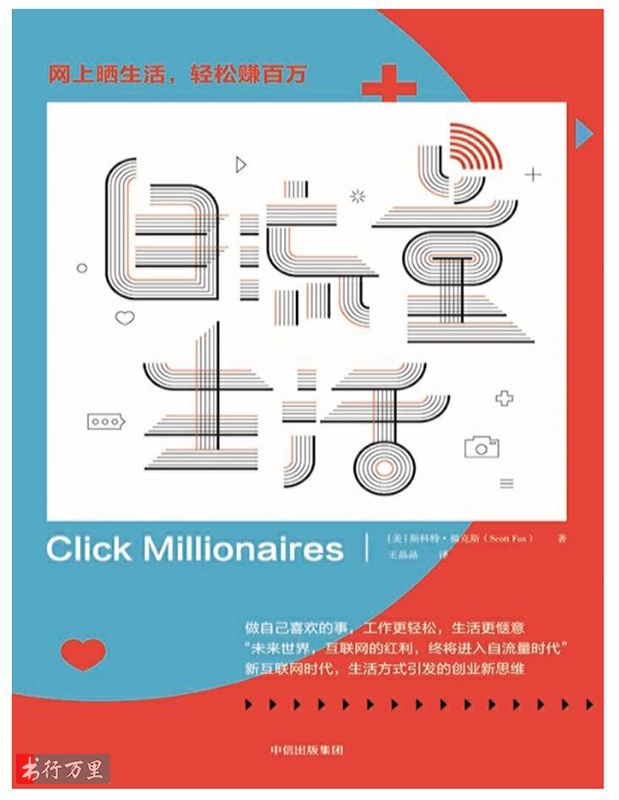 网上晒生活，轻松赚百万
自流量
生活
Click Millionaires
[美]斯科特·福克斯（Scott Fox） 著
王晶晶 译
做自己喜欢的事，工作更轻松，生活更惬意
“未来世界，互联网的红利，终将进入自流量时代”
新互联网时代，生活方式引发的创业新思维
中信出版集团
书行万里